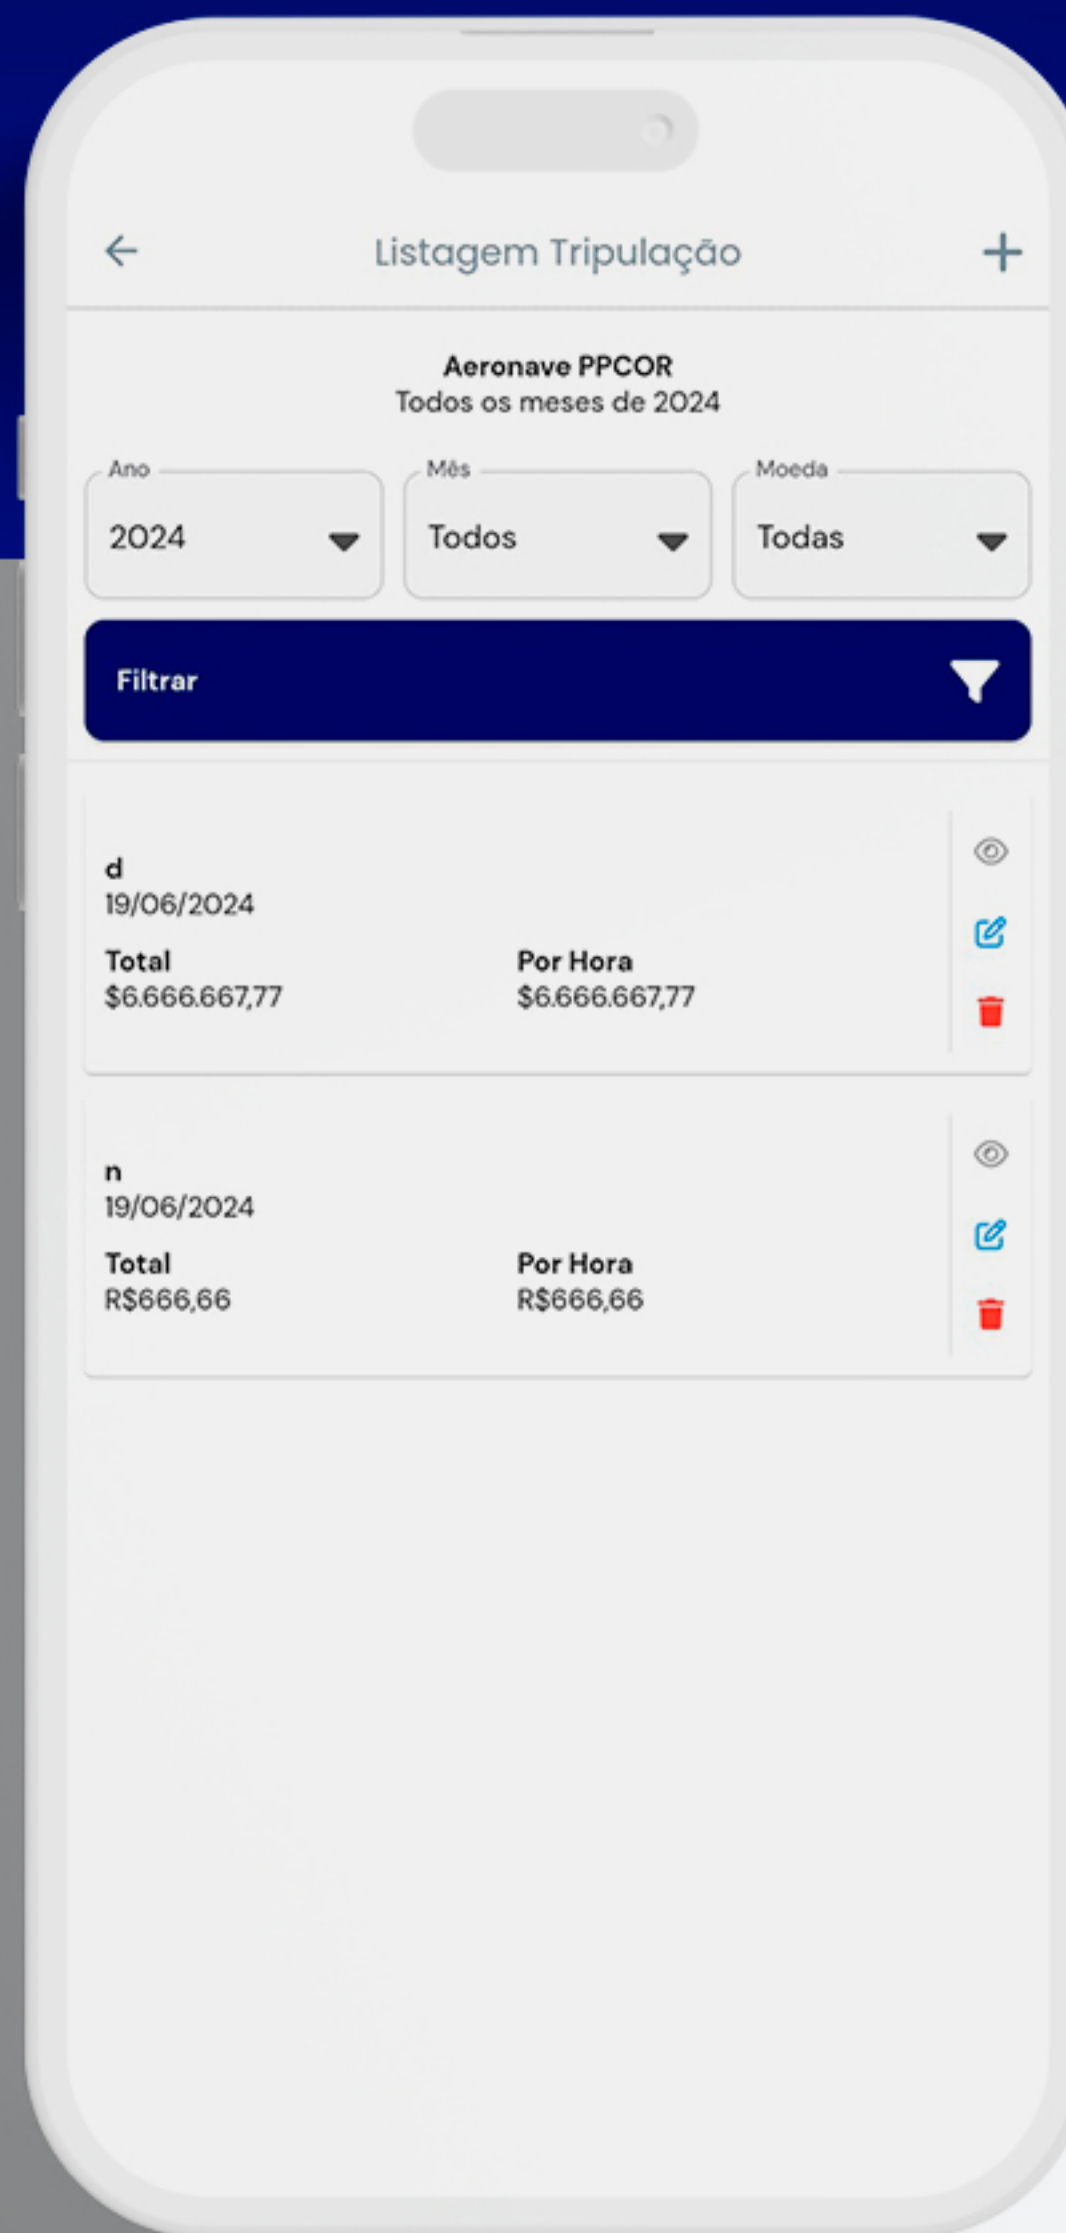 Listagem Tripulação
Aeronave PPCOR
Todos os meses de 2024
Ano Mês Moeda
2024 Todos Todas
Filtrar
d
19/06/2024
Total Por Hora
$6.666.667,77 $6.666.667,77
n
19/06/2024
Total Por Hora
R$666,66 R$666,66